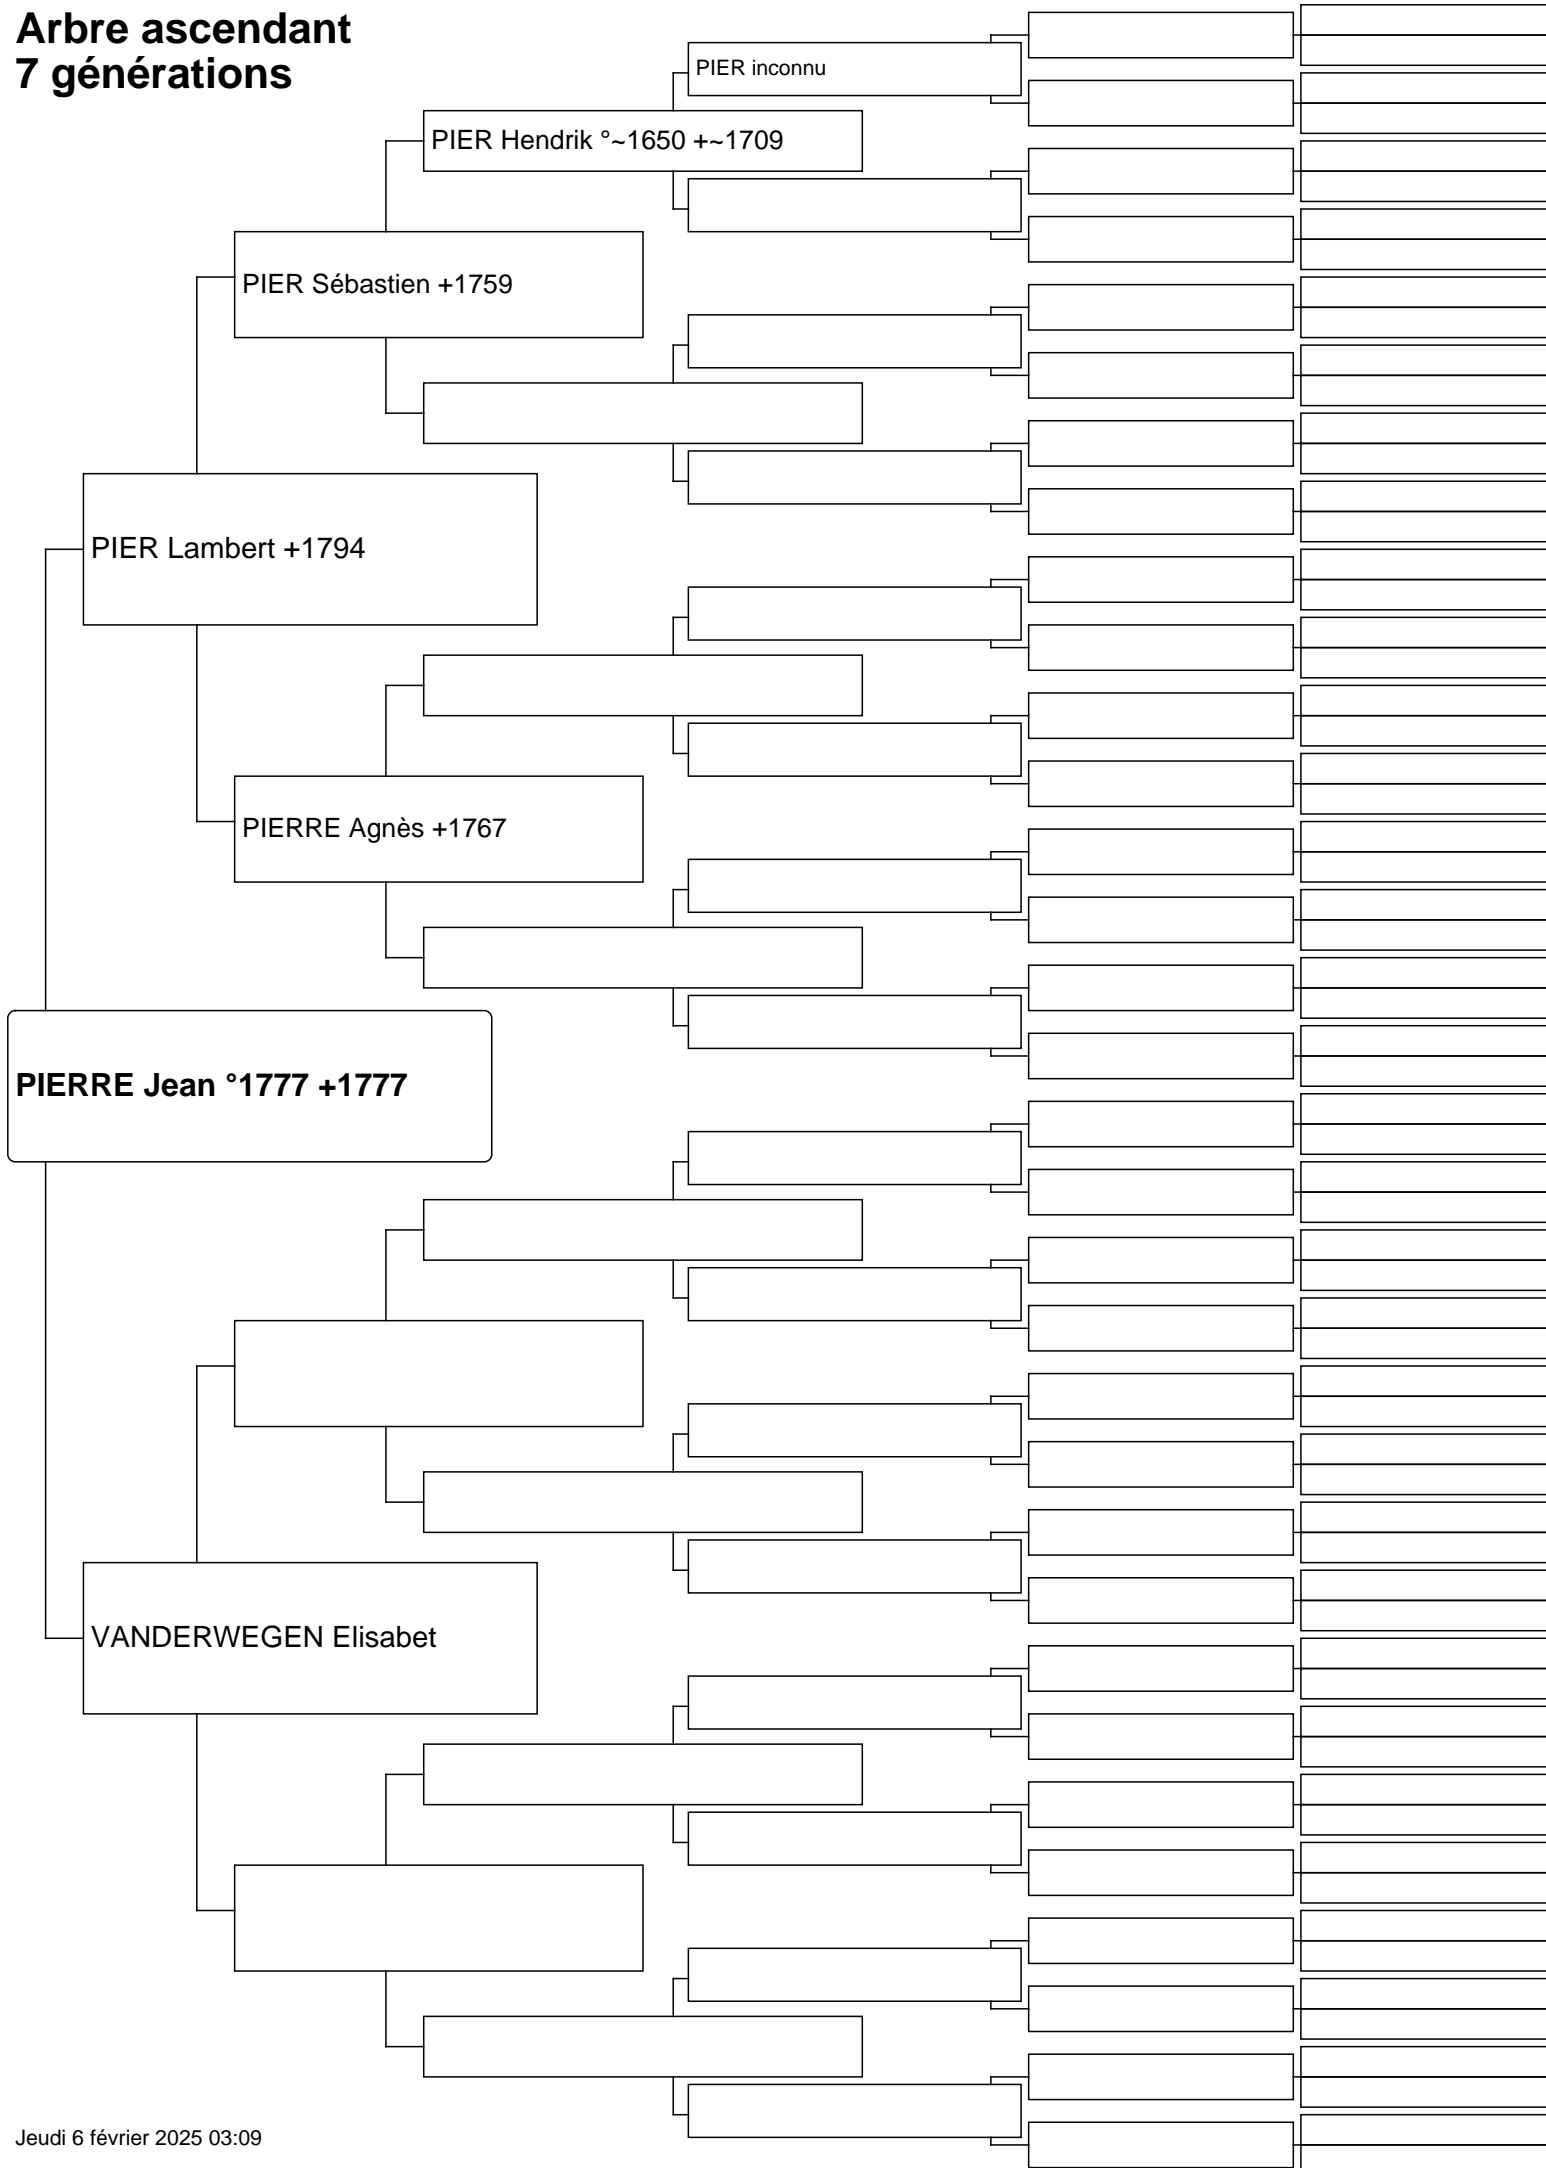 Arbre ascendant
7 générations
PIER inconnu
PIER Hendrik °~1650 +~1709
PIER Sébastien +1759
PIER Lambert +1794
PIERRE Agnès +1767
PIERRE Jean °1777 +1777
VANDERWEGEN Elisabet
Jeudi 6 février 2025 03:09